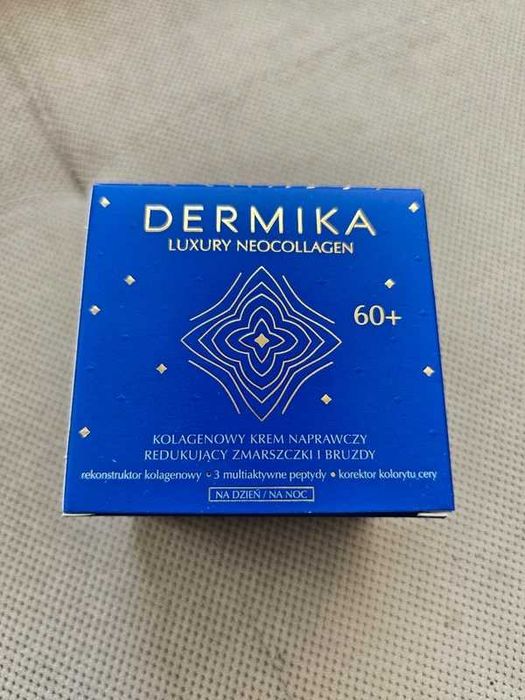 DERMIKA
LUXURY NEOCOLLAGEN
60+
KOLAGENOWY KREM NAPRAWCZY
REDUKUJĄCY ZMARSZCZKI I BRUZDY
rekonstruktor kolagenowy • 3 multiaktywne peptydy • korektor kolorytu cery
NA DZIEŃ / NA NOC